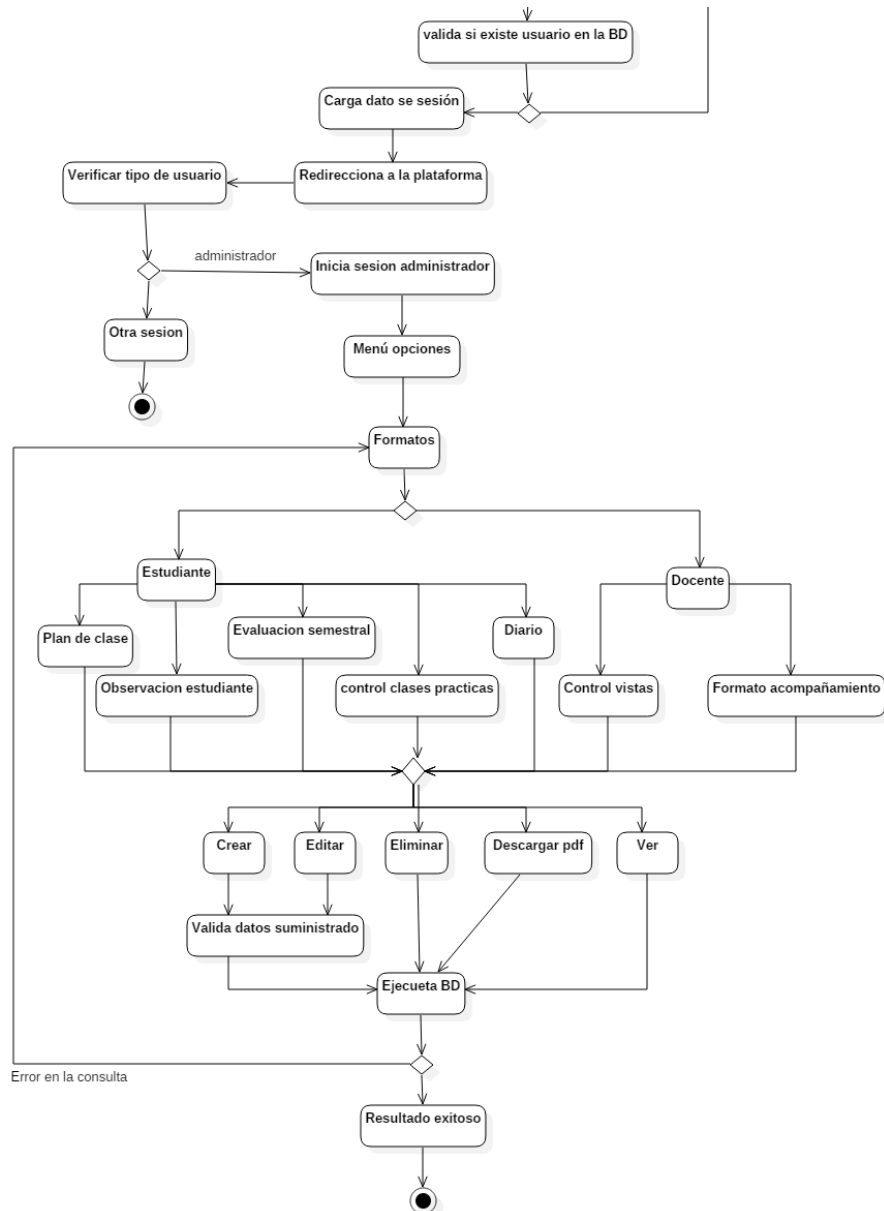 valida si existe usuario en la BD
Carga dato se sesión
Verificar tipo de usuario
Redirecciona a la plataforma
administrador
Inicia sesion administrador
Otra sesion
Menú opciones
Formatos
Estudiante
Docente
Plan de clase
Evaluacion semestral
Diario
Observacion estudiante
control clases practicas
Control vistas
Formato acompañamiento
Crear
Editar
Eliminar
Descargar pdf
Ver
Valida datos suministrado
Ejecueta BD
Error en la consulta
Resultado exitoso